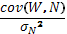 cov(W, N)
σ_N²